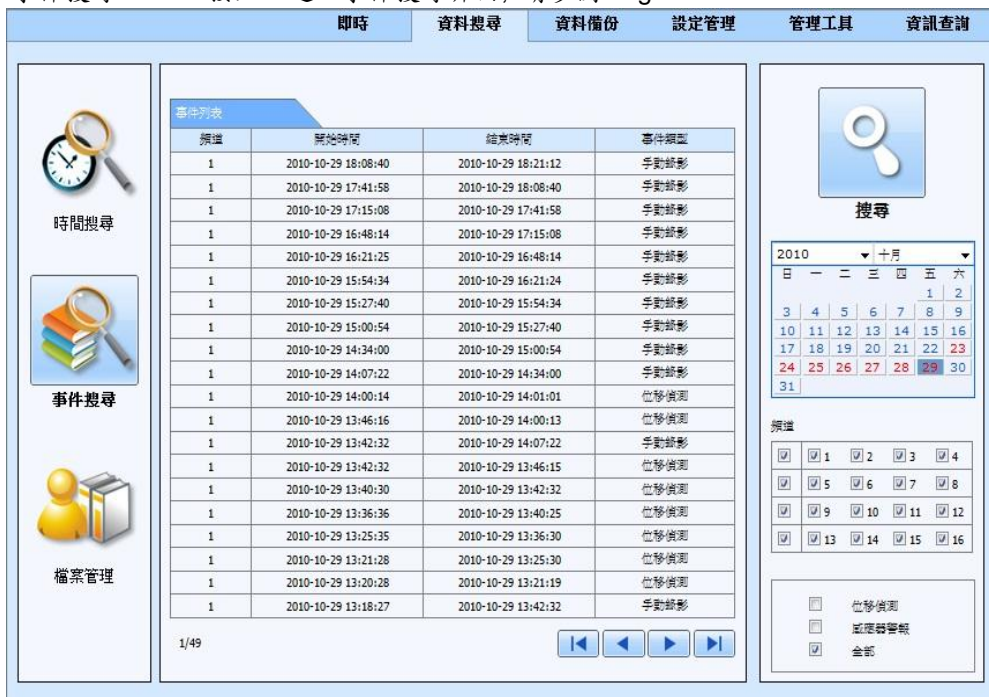 即時 資料搜尋 資料備份 設定管理 管理工具 資訊查詢
時間搜尋
事件搜尋
檔案管理
事件列表
頻道 開始時間 結束時間 事件類型
1 2010-10-29 18:08:40 2010-10-29 18:21:12 手動錄影
1 2010-10-29 17:41:58 2010-10-29 18:08:40 手動錄影
1 2010-10-29 17:15:08 2010-10-29 17:41:58 手動錄影
1 2010-10-29 16:48:14 2010-10-29 17:15:08 手動錄影
1 2010-10-29 16:21:25 2010-10-29 16:48:14 手動錄影
1 2010-10-29 15:54:34 2010-10-29 16:21:24 手動錄影
1 2010-10-29 15:27:40 2010-10-29 15:54:34 手動錄影
1 2010-10-29 15:00:54 2010-10-29 15:27:40 手動錄影
1 2010-10-29 14:34:00 2010-10-29 15:00:54 手動錄影
1 2010-10-29 14:07:22 2010-10-29 14:34:00 手動錄影
1 2010-10-29 14:00:14 2010-10-29 14:01:01 位移偵測
1 2010-10-29 13:46:16 2010-10-29 14:00:13 位移偵測
1 2010-10-29 13:42:32 2010-10-29 14:07:22 手動錄影
1 2010-10-29 13:42:32 2010-10-29 13:46:15 位移偵測
1 2010-10-29 13:40:30 2010-10-29 13:42:32 位移偵測
1 2010-10-29 13:36:36 2010-10-29 13:40:25 位移偵測
1 2010-10-29 13:25:35 2010-10-29 13:36:30 位移偵測
1 2010-10-29 13:21:28 2010-10-29 13:25:30 位移偵測
1 2010-10-29 13:20:28 2010-10-29 13:21:19 位移偵測
1 2010-10-29 13:18:27 2010-10-29 13:42:32 手動錄影
1/49
搜尋
2010 十月
日 一 二 三 四 五 六
1 2
3 4 5 6 7 8 9
10 11 12 13 14 15 16
17 18 19 20 21 22 23
24 25 26 27 28 29 30
31
頻道
1 2 3 4
5 6 7 8
9 10 11 12
13 14 15 16
位移偵測
感應器警報
全部